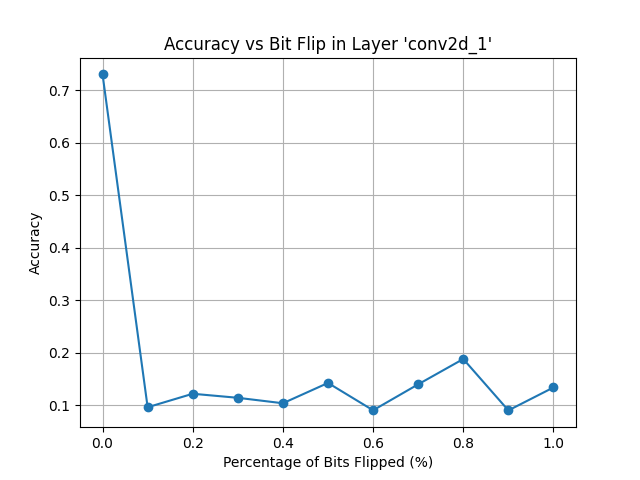 Accuracy vs Bit Flip in Layer 'conv2d_1'
Accuracy
0.7
0.6
0.5
0.4
0.3
0.2
0.1
0.0 0.2 0.4 0.6 0.8 1.0
Percentage of Bits Flipped (%)